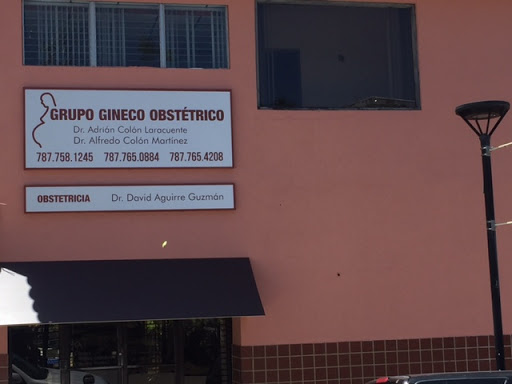 GRUPO GINECO OBSTÉTRICO
Dr. Adrián Colón Laracuente
Dr. Alfredo Colón Martínez
787.758.1245 787.765.0884 787.765.4208
OBSTETRICIA Dr. David Aguirre Guzmán